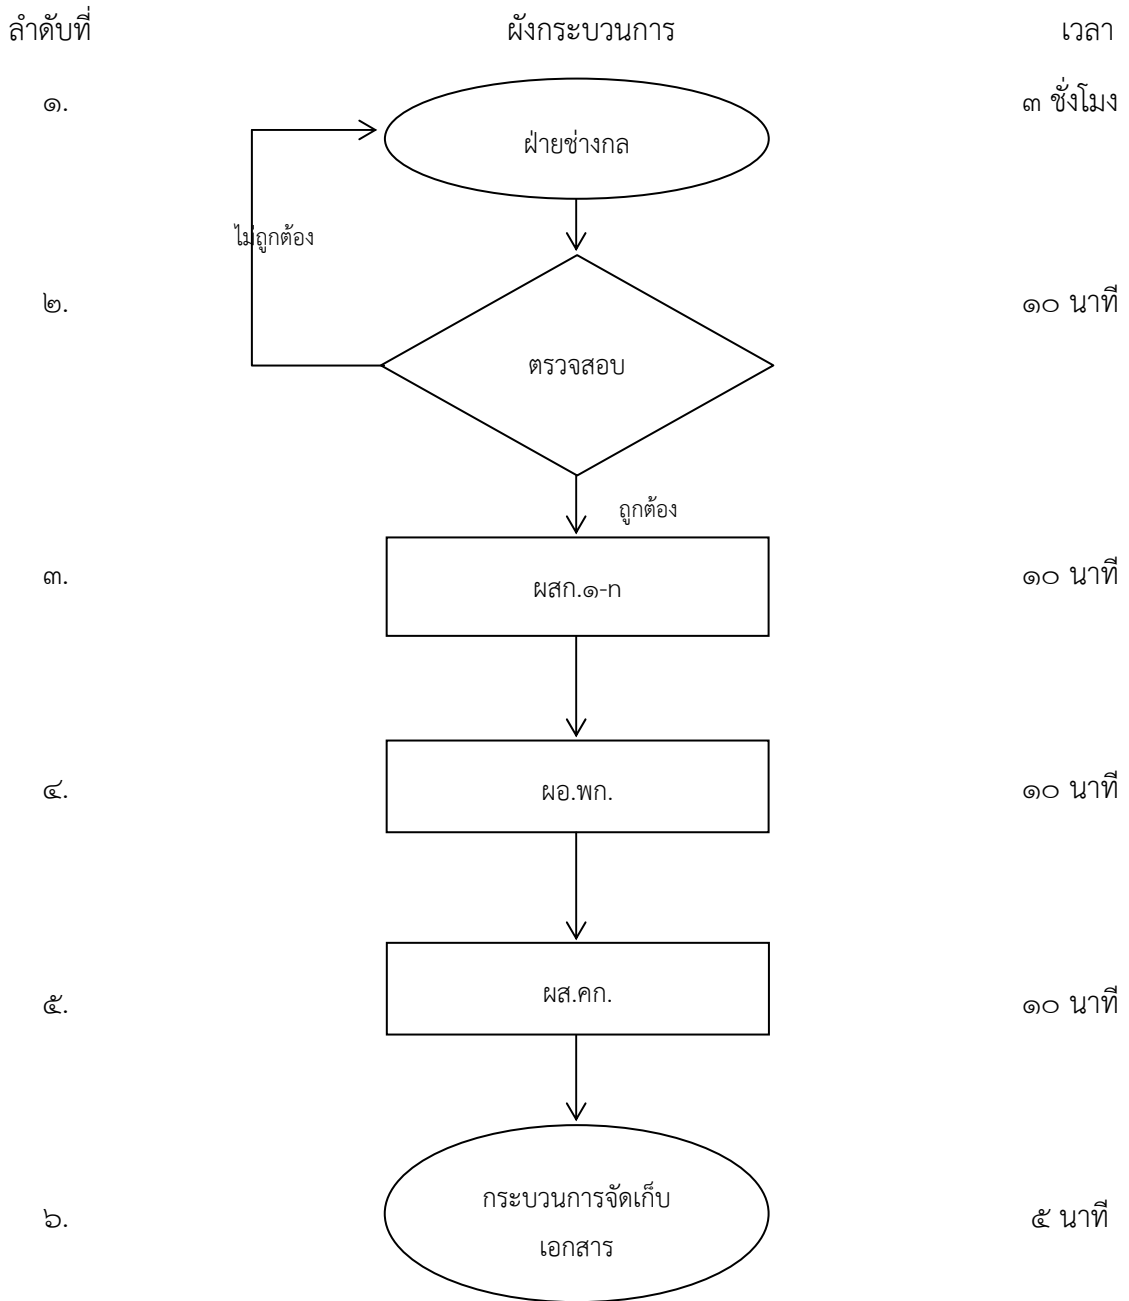 ลำดับที่ ผังกระบวนการ เวลา
๑. ฝ่ายช่างกล ๓ ชั่งโมง
ไม่ถูกต้อง
๒. ตรวจสอบ ๑๐ นาที
ถูกต้อง
๓. ผสก.๑-n ๑๐ นาที
๔. ผอ.พก. ๑๐ นาที
๕. ผส.คก. ๑๐ นาที
กระบวนการจัดเก็บ
๖. เอกสาร ๕ นาที